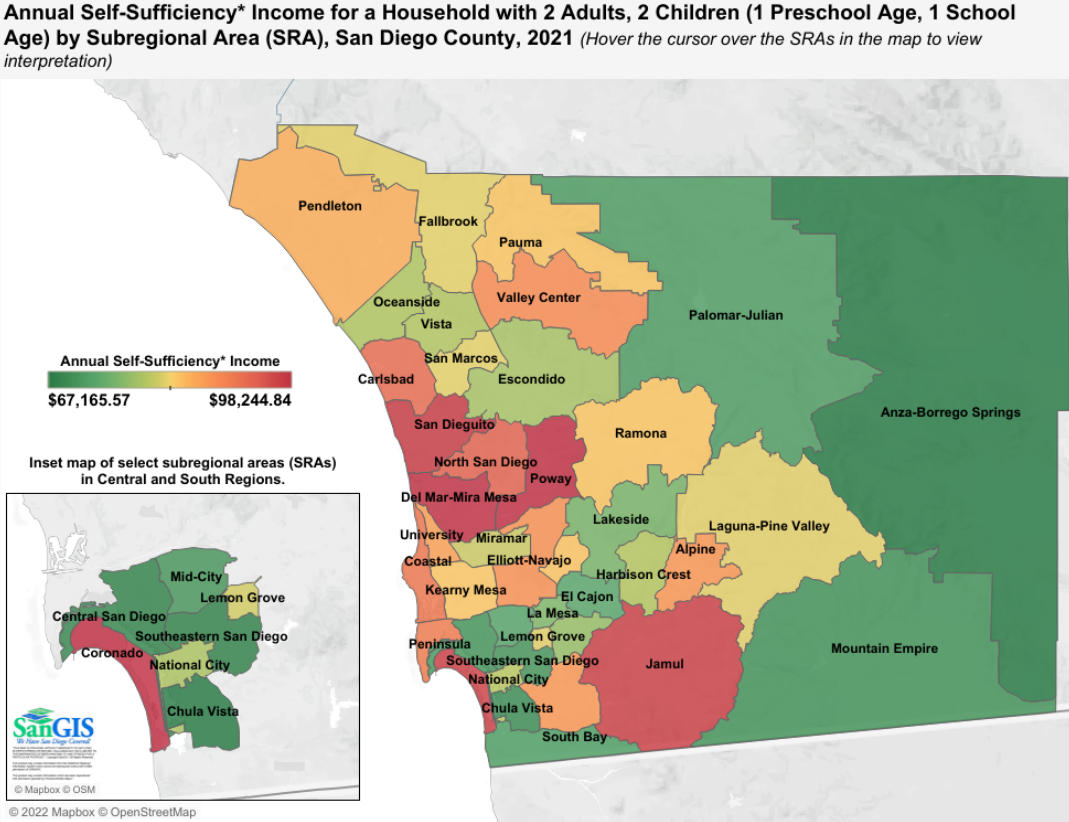 Annual Self-Sufficiency* Income for a Household with 2 Adults, 2 Children (1 Preschool Age, 1 School
Age) by Subregional Area (SRA), San Diego County, 2021 (Hover the cursor over the SRAs in the map to view
interpretation)
Pendleton
Fallbrook
Pauma
Oceanside
Valley Center
Vista
Palomar-Julian
San Marcos
Annual Self-Sufficiency* Income
Carlsbad
Escondido
$67,165.57
$98,244.84
Anza-Borrego Springs
San Dieguito
Ramona
North San Diego
Inset map of select subregional areas (SRAs)
in Central and South Regions.
Poway
Del Mar-Mira Mesa
Lakeside
Laguna-Pine Valley
University
Miramar
Alpine
Coastal
Elliott-Navajo
Harbison Crest
Kearny Mesa
El Cajon
La Mesa
Lemon Grove
Peninsula
Mountain Empire
Southeastern San Diego
Jamul
National City
Chula Vista
South Bay
Mid-City
Lemon Grove
Central San Diego
Southeastern San Diego
Coronado
National City
Chula Vista
SanGIS
We Have San Diego Covered!
© Mapbox © OSM
© 2022 Mapbox © OpenStreetMap